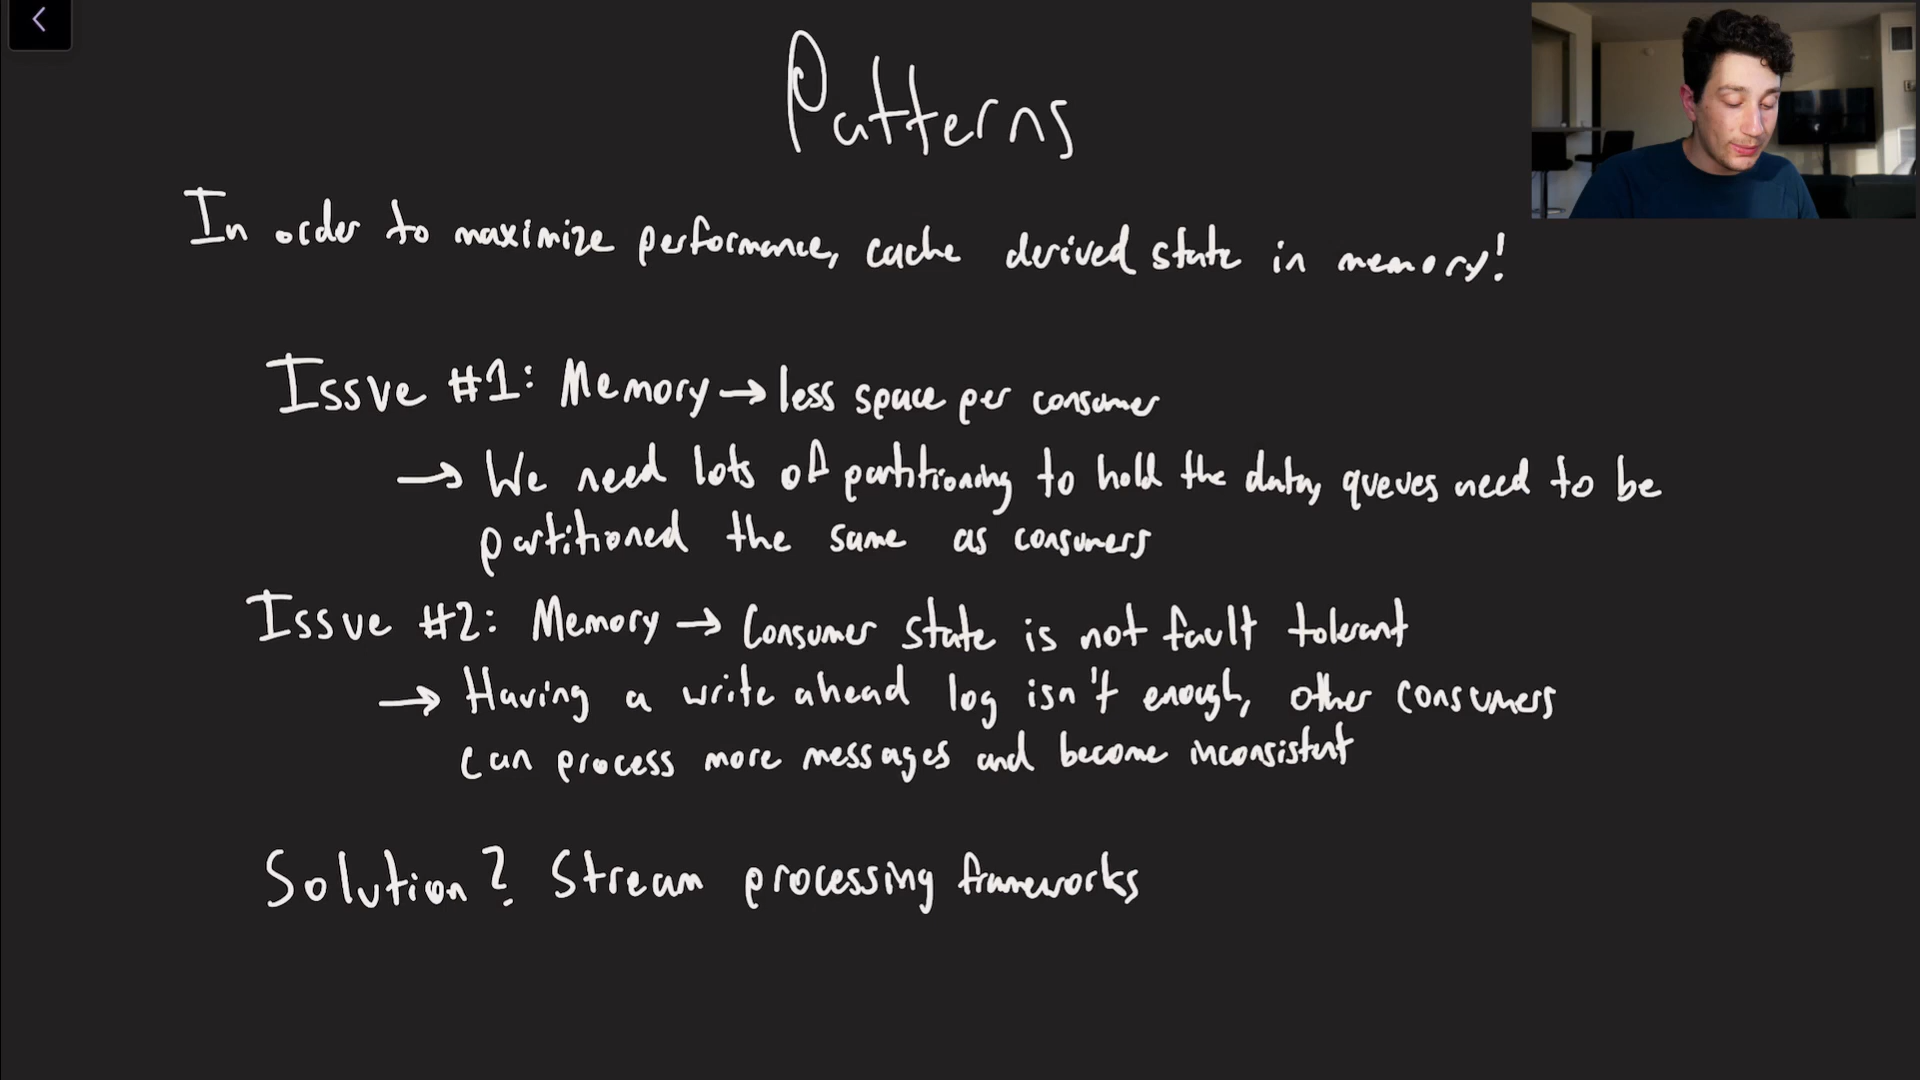 Patterns
In order to maximize performance, cache derived state in memory!
Issue #1: Memory → less space per consumer
→ We need lots of partitioning to hold the data, queues need to be
partitioned the same as consumers
Issue #2: Memory → Consumer state is not fault tolerant
→ Having a write ahead log isn't enough, other consumers
can process more messages and become inconsistent
Solution? Stream processing frameworks